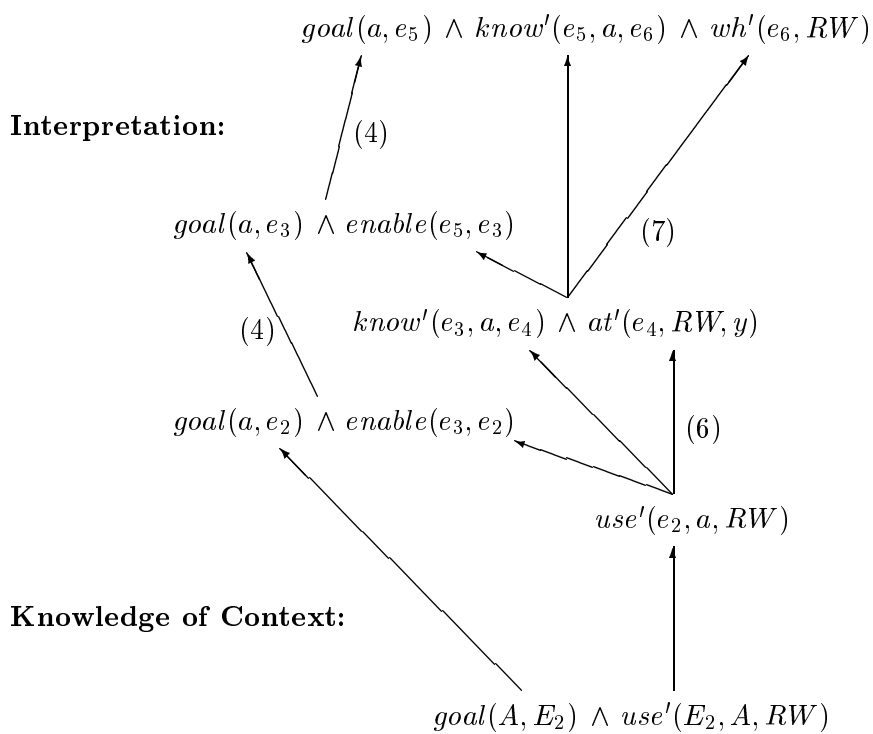 goal(a, e₅) ∧ know′(e₅, a, e₆) ∧ wh′(e₆, RW)
Interpretation:
(4)
goal(a, e₃) ∧ enable(e₅, e₃)
(7)
know′(e₃, a, e₄) ∧ at′(e₄, RW, y)
(4)
goal(a, e₂) ∧ enable(e₃, e₂)
(6)
use′(e₂, a, RW)
Knowledge of Context:
goal(A, E₂) ∧ use′(E₂, A, RW)